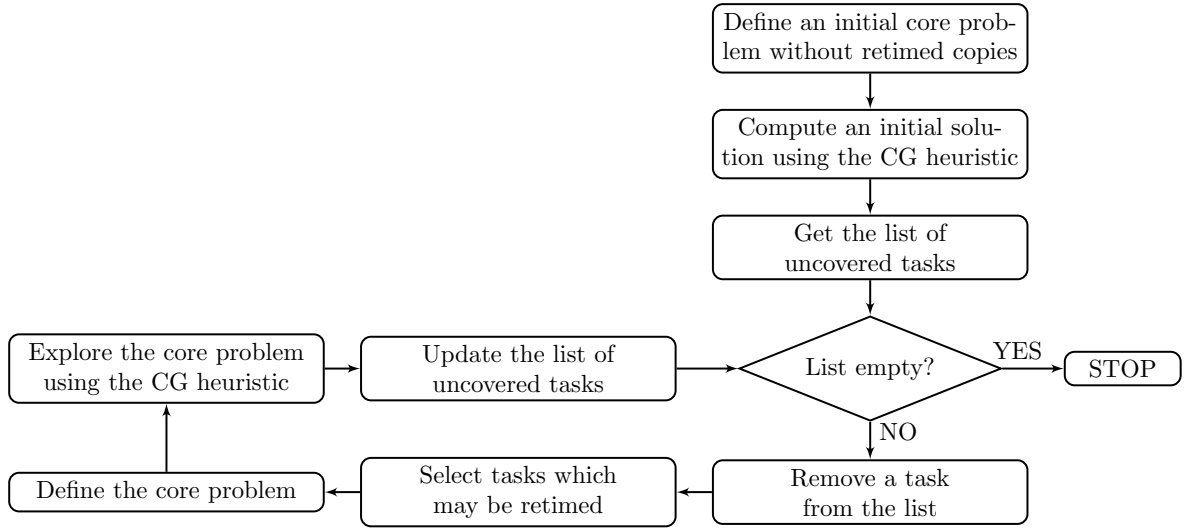 Define an initial core prob-
lem without retimed copies
Compute an initial solu-
tion using the CG heuristic
Get the list of
uncovered tasks
List empty?
YES
STOP
NO
Remove a task
from the list
Select tasks which
may be retimed
Define the core problem
Explore the core problem
using the CG heuristic
Update the list of
uncovered tasks